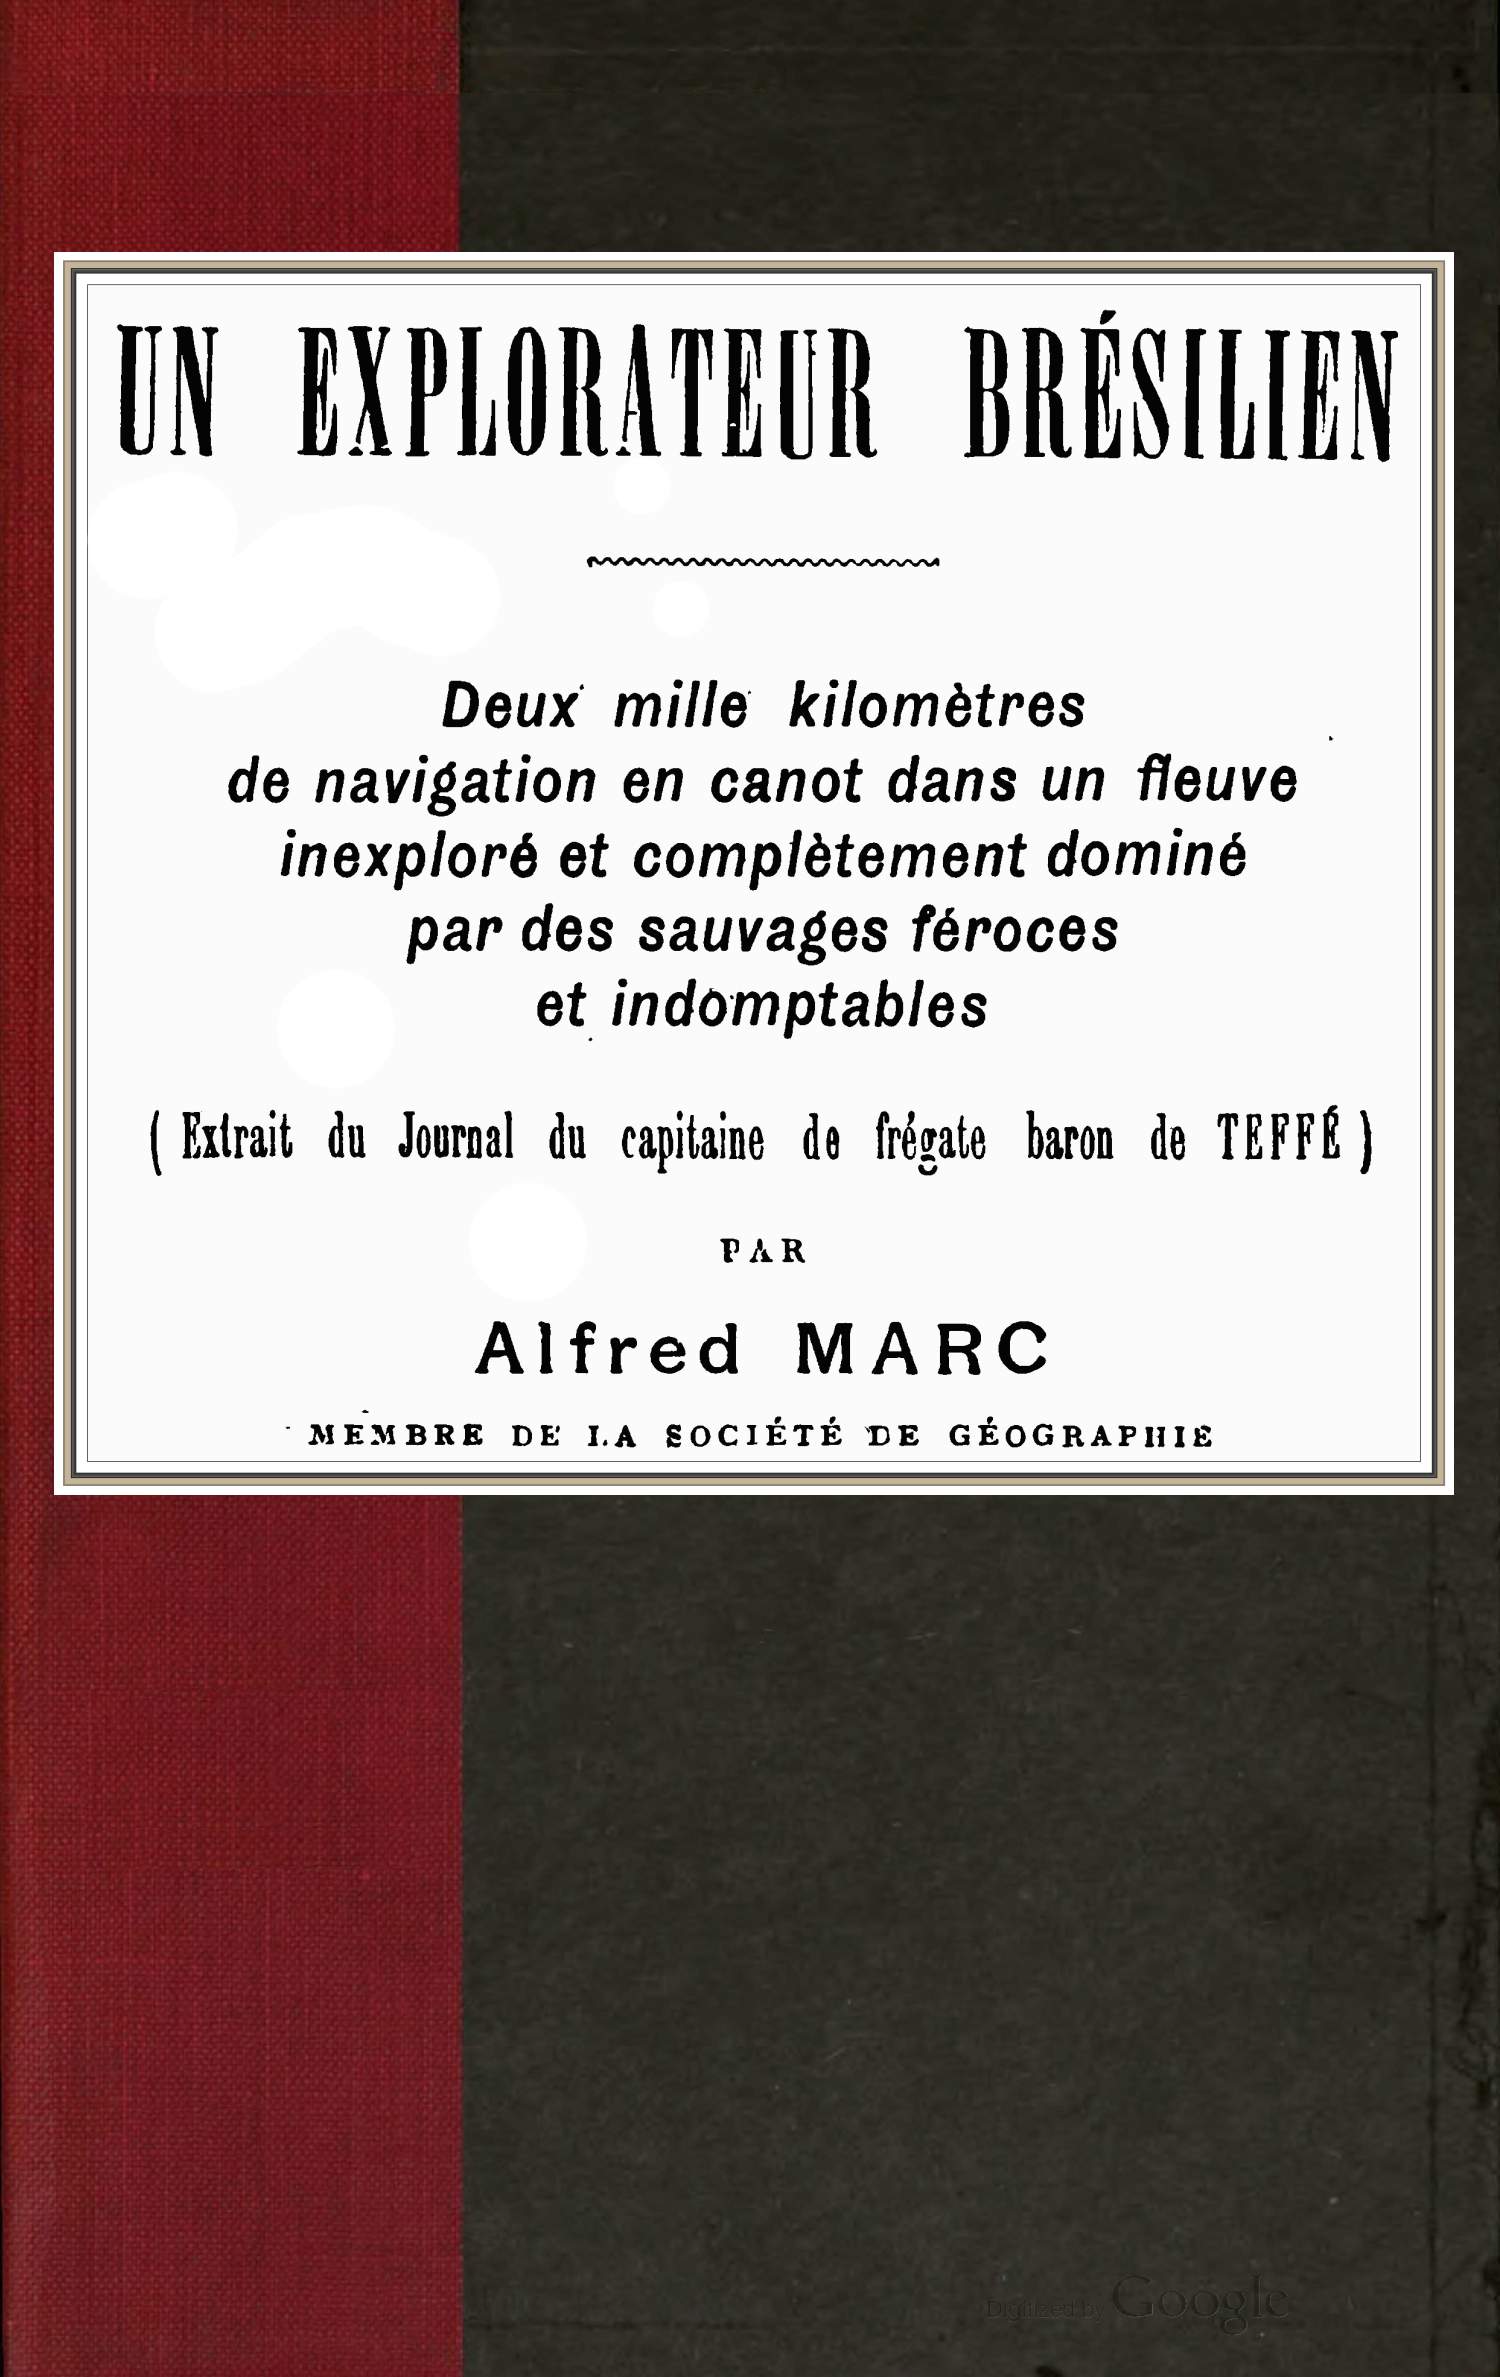 UN EXPLORATEUR BRÉSILIEN
Deux mille kilomètres
de navigation en canot dans un fleuve
inexploré et complètement dominé
par des sauvages féroces
et indomptables
( Extrait du Journal du capitaine de frégate baron de TEFFÉ )
PAR
Alfred MARC
MEMBRE DE LA SOCIÉTÉ DE GÉOGRAPHIE
Digitized by Google